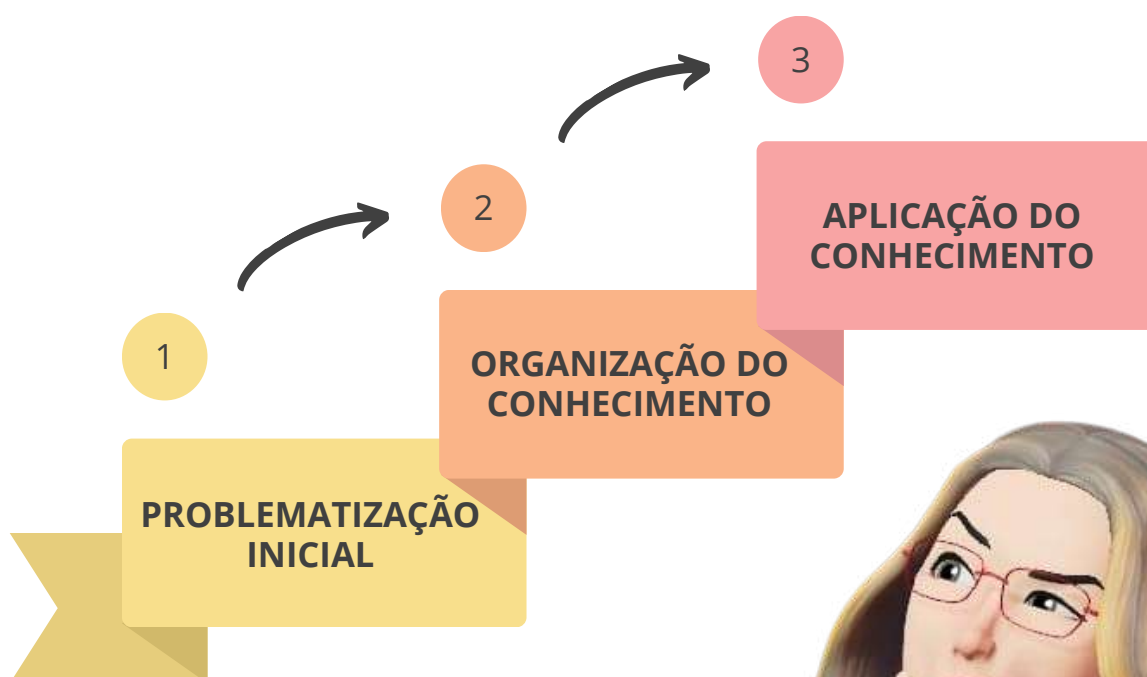 1
PROBLEMATIZAÇÃO
INICIAL
2
ORGANIZAÇÃO DO
CONHECIMENTO
3
APLICAÇÃO DO
CONHECIMENTO